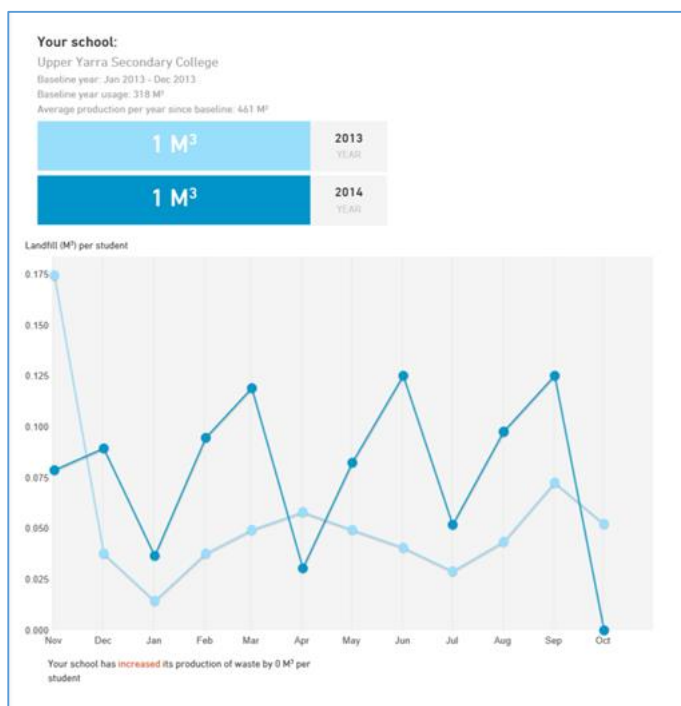 Your school:
Upper Yarra Secondary College
Baseline year: Jan 2013 - Dec 2013
Baseline year usage: 318 M³
Average production per year since baseline: 461 M³
1 M³
2013
YEAR
1 M³
2014
YEAR
Landfill (M³) per student
0.175
0.150
0.125
0.100
0.075
0.050
0.025
0.000
Nov Dec Jan Feb Mar Apr May Jun Jul Aug Sep Oct
Your school has increased its production of waste by 0 M³ per
student